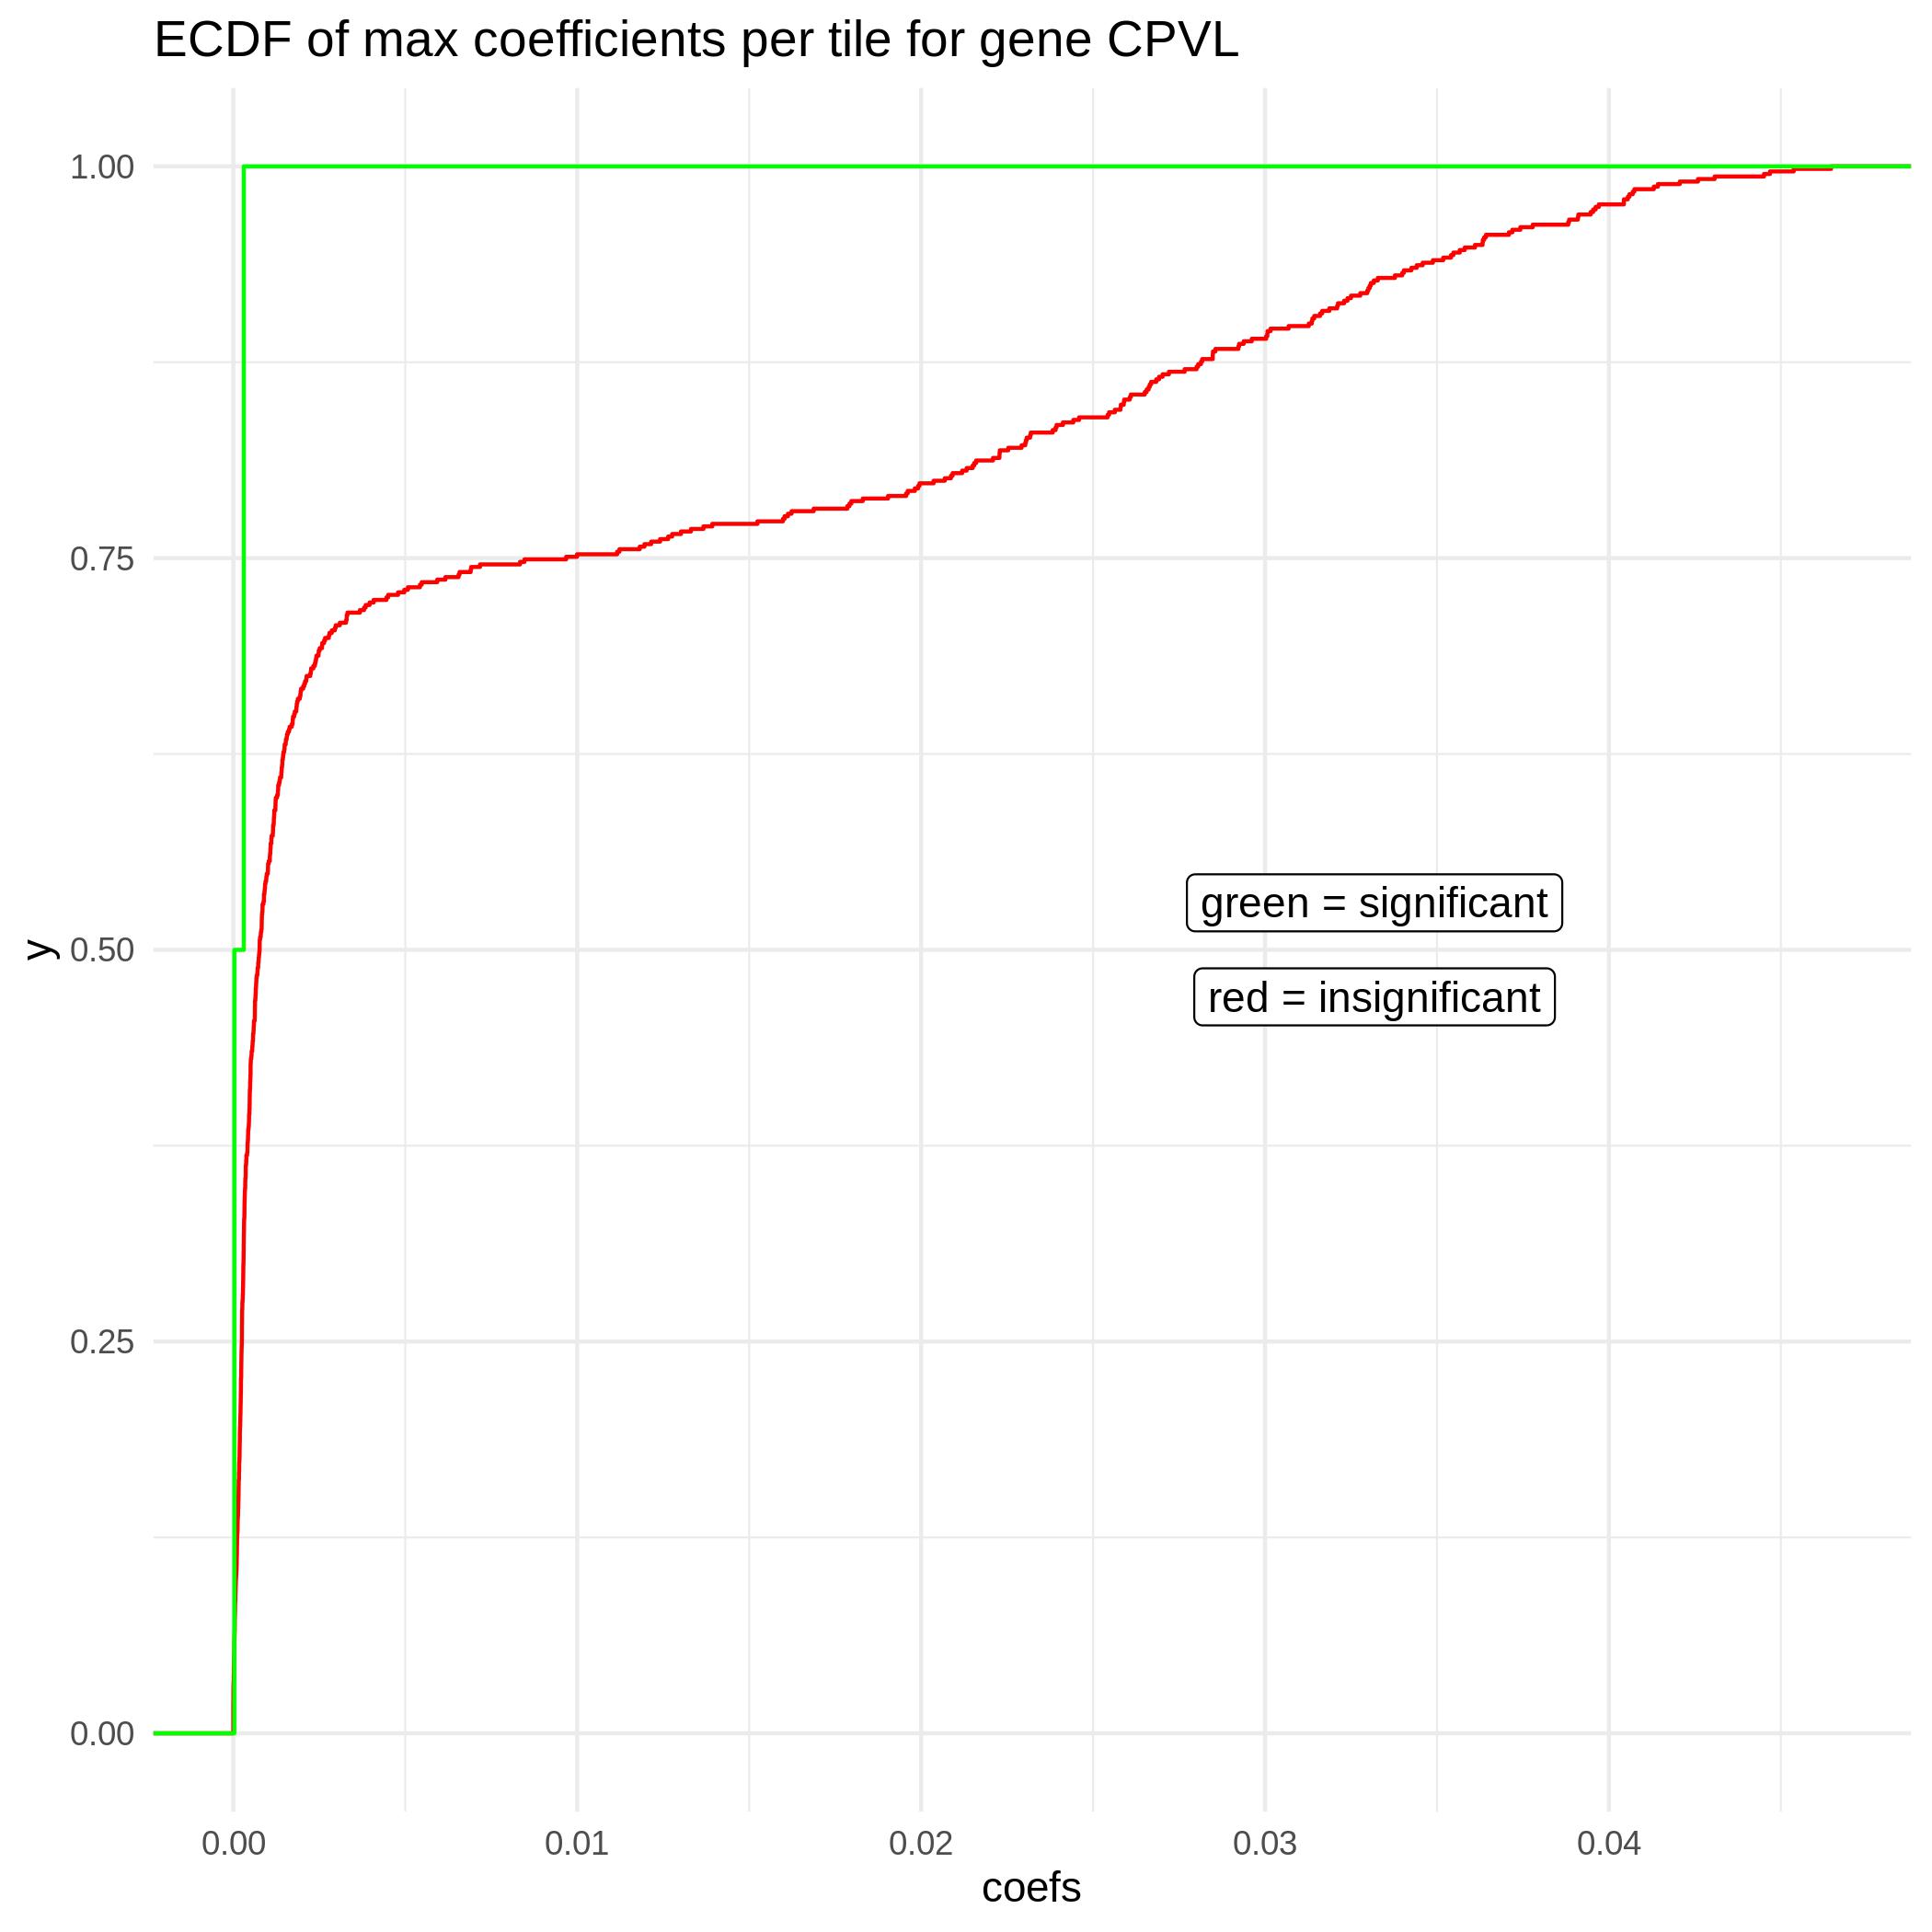 ECDF of max coefficients per tile for gene CPVL
1.00
0.75
0.50
0.25
0.00
y
green = significant
red = insignificant
0.00 0.01 0.02 0.03 0.04
coefs